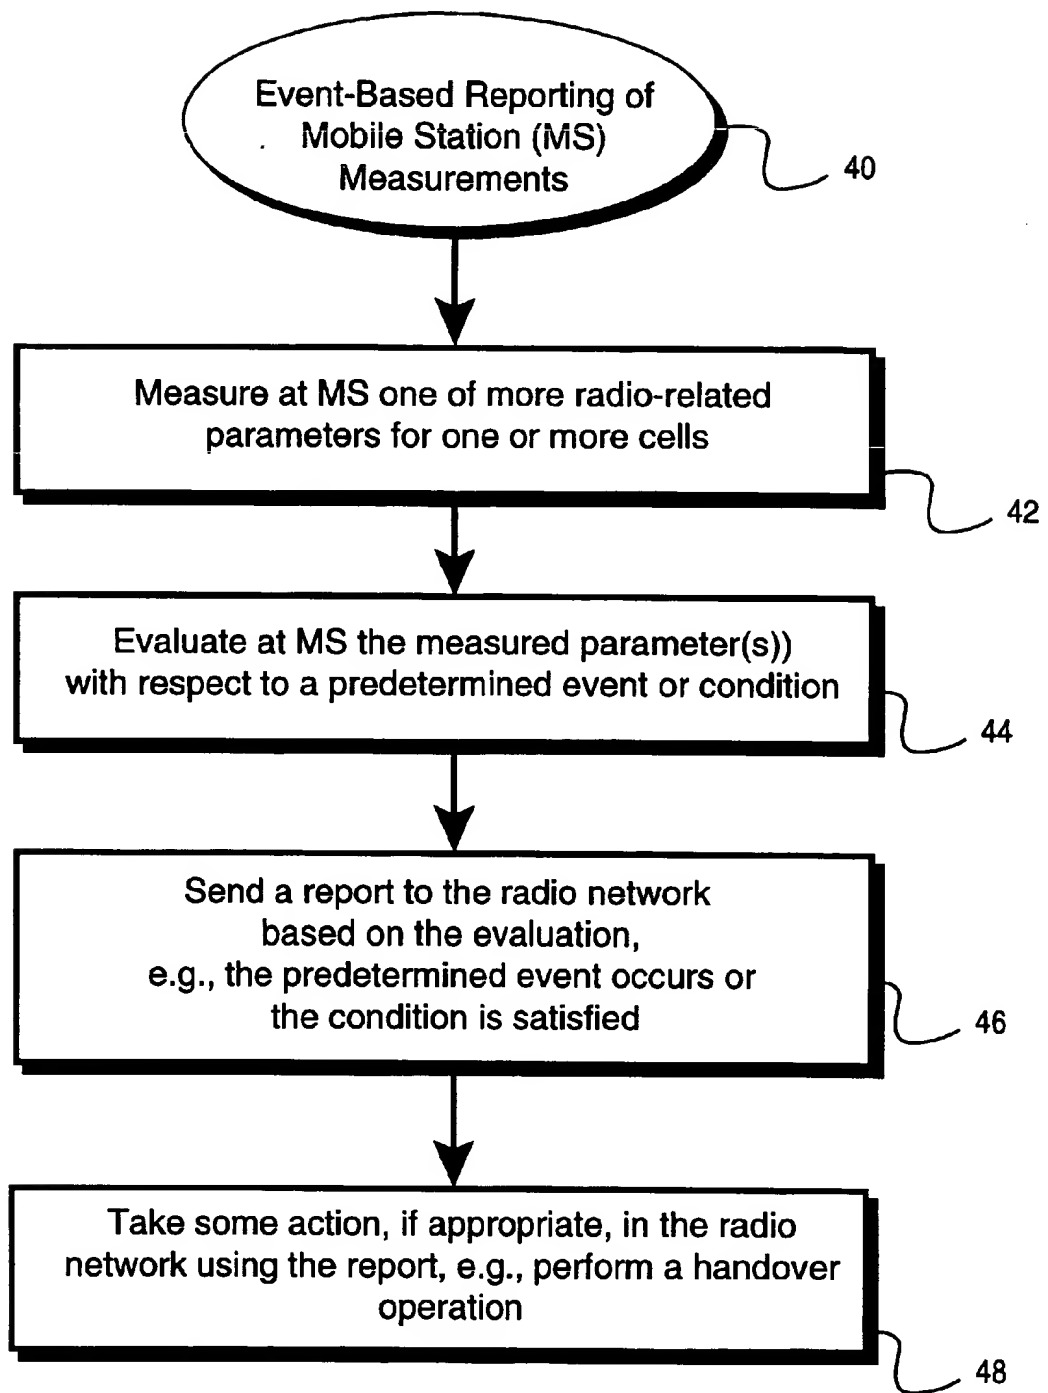 Event-Based Reporting of
Mobile Station (MS)
Measurements
40
Measure at MS one of more radio-related
parameters for one or more cells
42
Evaluate at MS the measured parameter(s))
with respect to a predetermined event or condition
44
Send a report to the radio network
based on the evaluation,
e.g., the predetermined event occurs or
the condition is satisfied
46
Take some action, if appropriate, in the radio
network using the report, e.g., perform a handover
operation
48